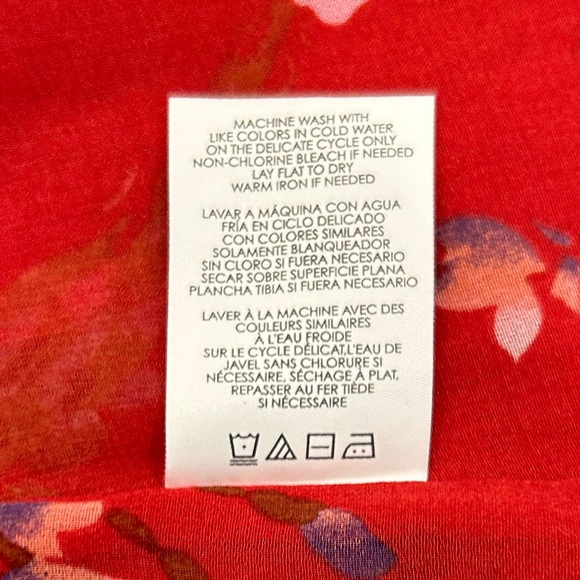 MACHINE WASH WITH
LIKE COLORS IN COLD WATER
ON THE DELICATE CYCLE ONLY
NON-CHLORINE BLEACH IF NEEDED
LAY FLAT TO DRY
WARM IRON IF NEEDED
LAVAR A MÁQUINA CON AGUA
FRÍA EN CICLO DELICADO
CON COLORES SIMILARES
SOLAMENTE BLANQUEADOR
SIN CLORO SI FUERA NECESARIO
SECAR SOBRE SUPERFICIE PLANA
PLANCHA TIBIA SI FUERA NECESARIO
LAVER À LA MACHINE AVEC DES
COULEURS SIMILAIRES
À L'EAU FROIDE
SUR LE CYCLE DÉLICAT,L'EAU DE
JAVEL SANS CHLORURE SI
NÉCESSAIRE, SÉCHAGE À PLAT,
REPASSER AU FER TIÈDE
SI NÉCESSAIRE